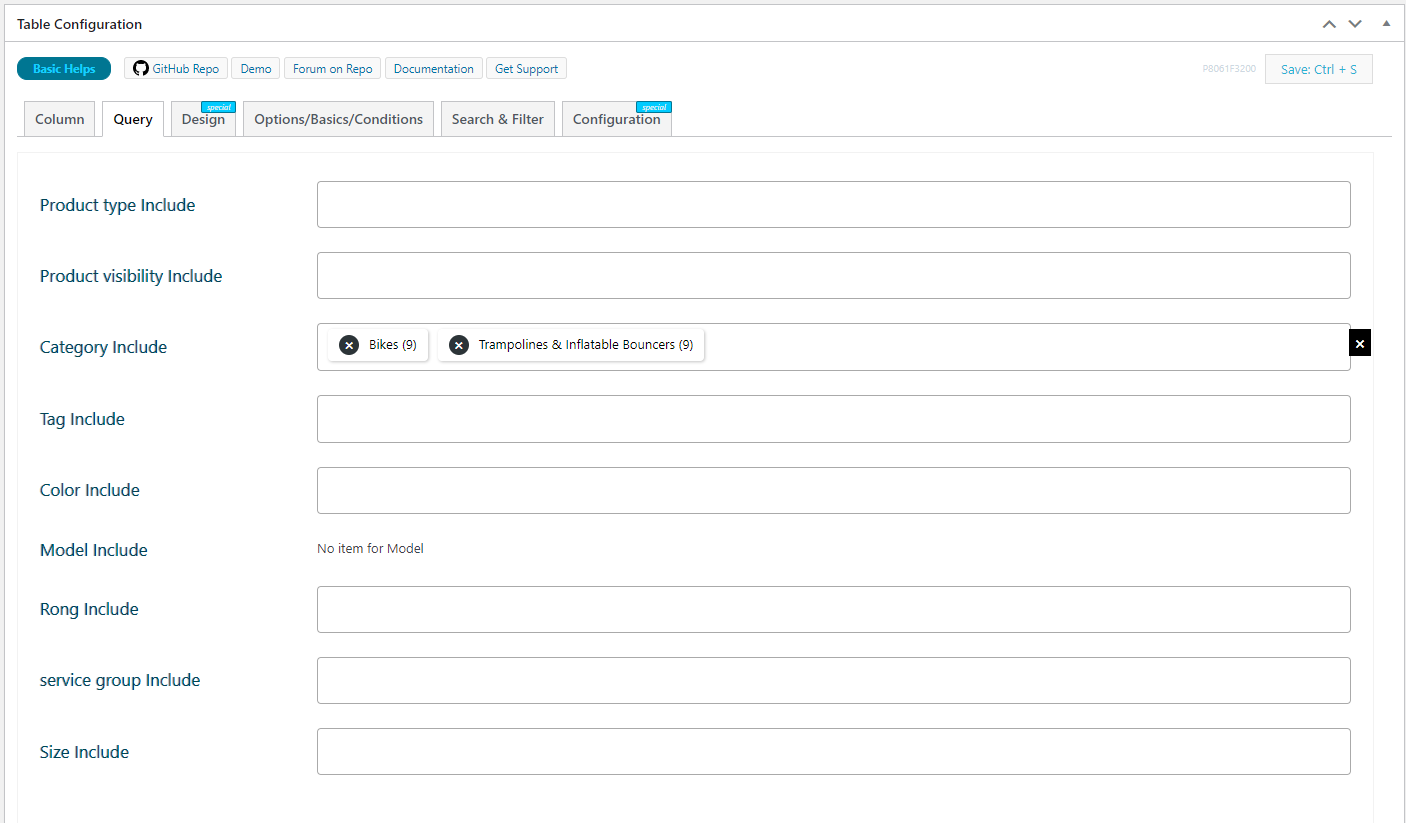 Table Configuration
Basic Helps GitHub Repo Demo Forum on Repo Documentation Get Support P8061F3200 Save: Ctrl + S
special special
Column Query Design Options/Basics/Conditions Search & Filter Configuration
Product type Include
Product visibility Include
Category Include Bikes (9) Trampolines & Inflatable Bouncers (9)
Tag Include
Color Include
Model Include No item for Model
Rong Include
service group Include
Size Include